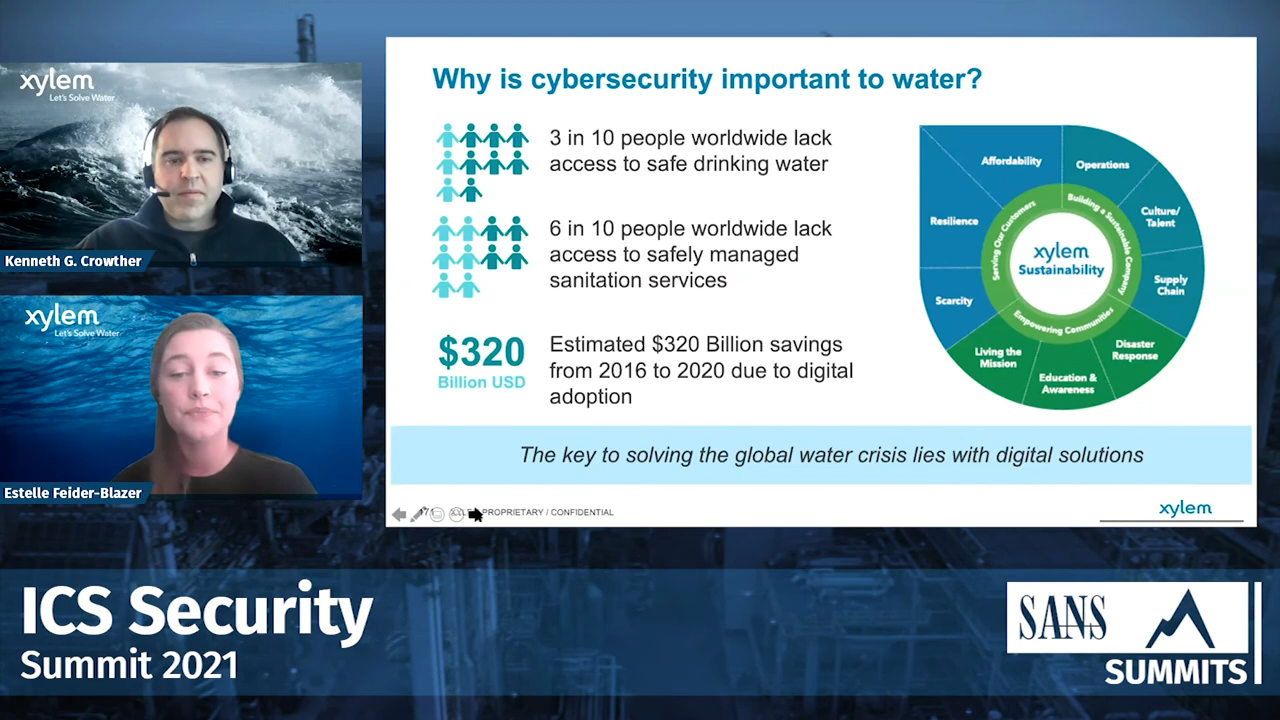 xylem
Let's Solve Water
Kenneth G. Crowther
xylem
Let's Solve Water
Estelle Feider-Blazer
Why is cybersecurity important to water?
3 in 10 people worldwide lack
access to safe drinking water
6 in 10 people worldwide lack
access to safely managed
sanitation services
$320
Billion USD
Estimated $320 Billion savings
from 2016 to 2020 due to digital
adoption
Affordability
Operations
Resilience
Culture/
Talent
Scarcity
Supply
Chain
Living the
Mission
Disaster
Response
Education &
Awareness
Serving Our Customers
Building a Sustainable Company
Empowering Communities
xylem
Sustainability
The key to solving the global water crisis lies with digital solutions
PROPRIETARY / CONFIDENTIAL
xylem
ICS Security
Summit 2021
SANS
SUMMITS